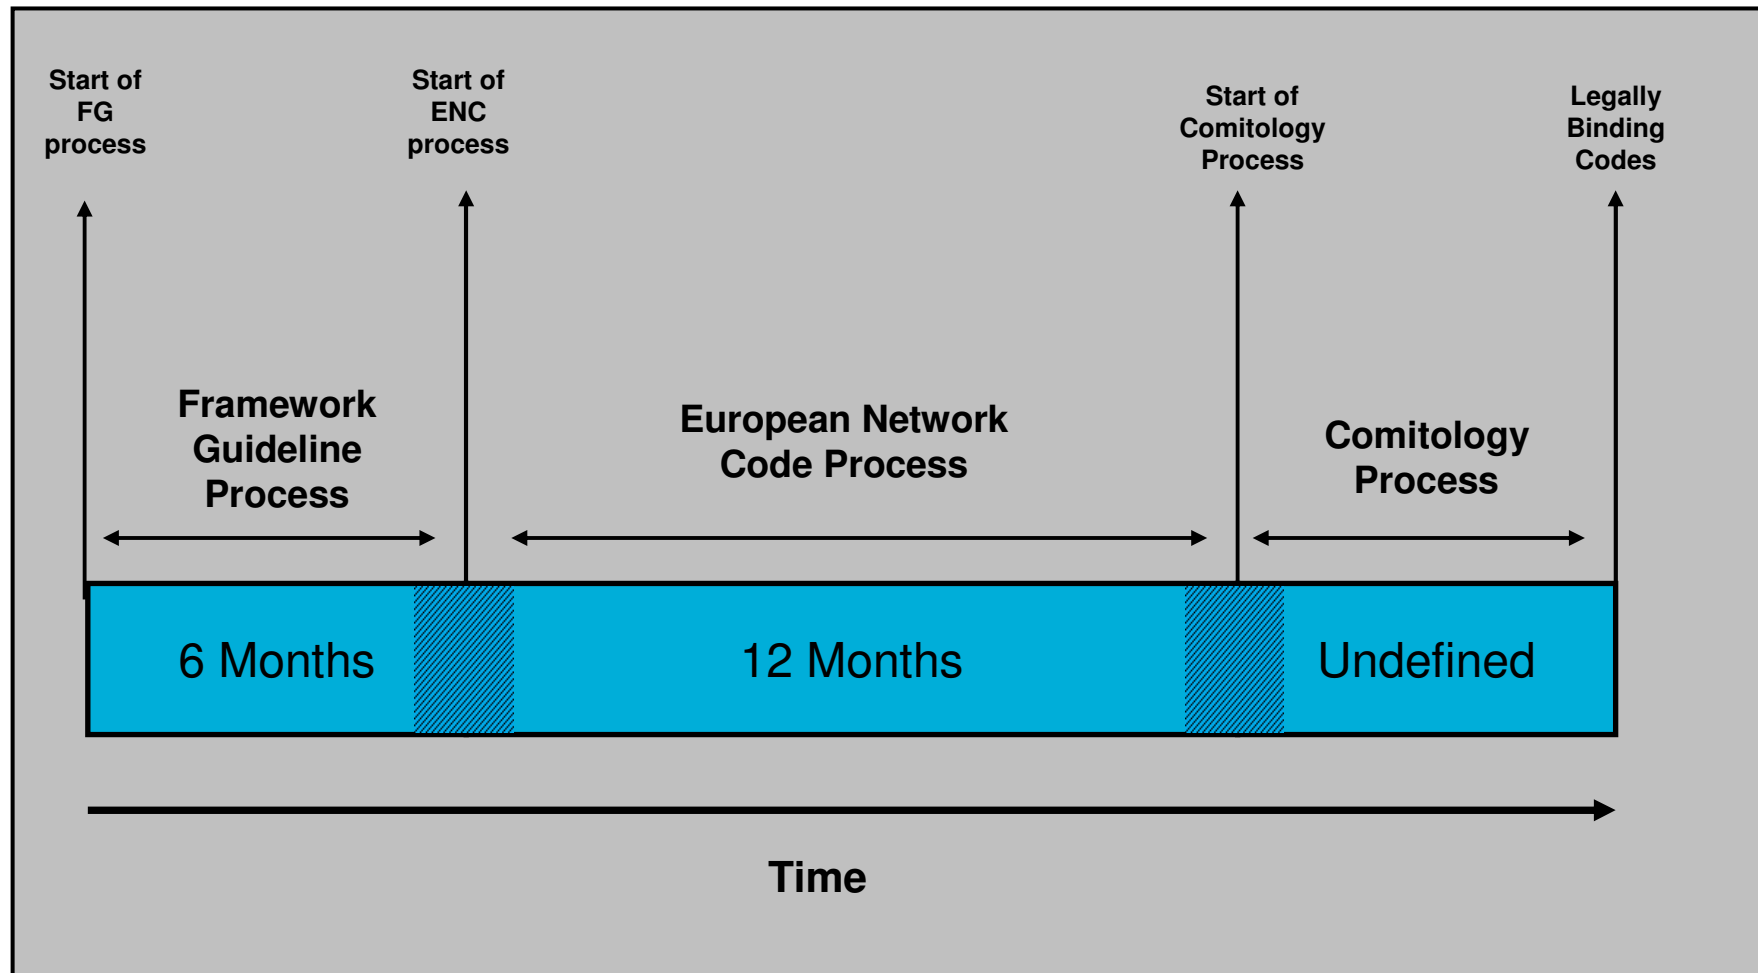 Start of
FG
process
Start of
ENC
process
Start of
Comitology
Process
Legally
Binding
Codes
Framework
Guideline
Process
European Network
Code Process
Comitology
Process
6 Months
12 Months
Undefined
Time